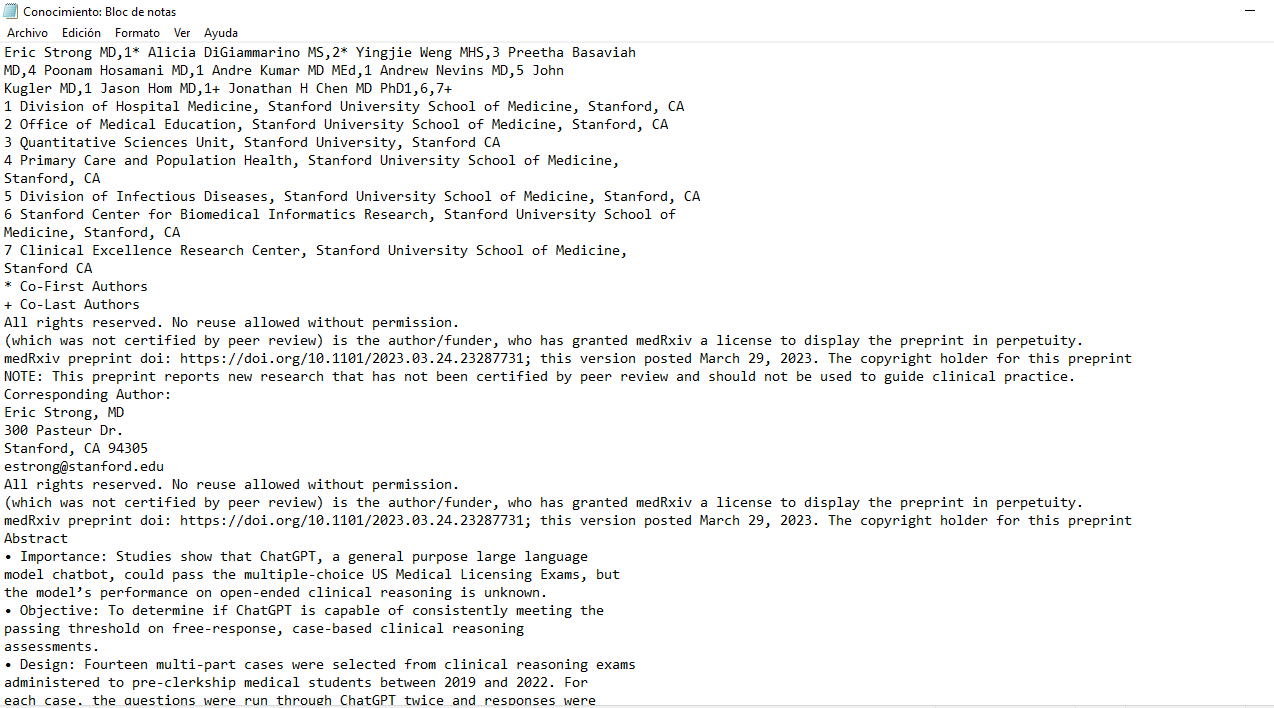 Conocimiento: Bloc de notas
Archivo Edición Formato Ver Ayuda
Eric Strong MD,1* Alicia DiGiammarino MS,2* Yingjie Weng MHS,3 Preetha Basaviah
MD,4 Poonam Hosamani MD,1 Andre Kumar MD MEd,1 Andrew Nevins MD,5 John
Kugler MD,1 Jason Hom MD,1+ Jonathan H Chen MD PhD1,6,7+
1 Division of Hospital Medicine, Stanford University School of Medicine, Stanford, CA
2 Office of Medical Education, Stanford University School of Medicine, Stanford, CA
3 Quantitative Sciences Unit, Stanford University, Stanford CA
4 Primary Care and Population Health, Stanford University School of Medicine,
Stanford, CA
5 Division of Infectious Diseases, Stanford University School of Medicine, Stanford, CA
6 Stanford Center for Biomedical Informatics Research, Stanford University School of
Medicine, Stanford, CA
7 Clinical Excellence Research Center, Stanford University School of Medicine,
Stanford CA
* Co-First Authors
+ Co-Last Authors
All rights reserved. No reuse allowed without permission.
(which was not certified by peer review) is the author/funder, who has granted medRxiv a license to display the preprint in perpetuity.
medRxiv preprint doi: https://doi.org/10.1101/2023.03.24.23287731; this version posted March 29, 2023. The copyright holder for this preprint
NOTE: This preprint reports new research that has not been certified by peer review and should not be used to guide clinical practice.
Corresponding Author:
Eric Strong, MD
300 Pasteur Dr.
Stanford, CA 94305
estrong@stanford.edu
All rights reserved. No reuse allowed without permission.
(which was not certified by peer review) is the author/funder, who has granted medRxiv a license to display the preprint in perpetuity.
medRxiv preprint doi: https://doi.org/10.1101/2023.03.24.23287731; this version posted March 29, 2023. The copyright holder for this preprint
Abstract
• Importance: Studies show that ChatGPT, a general purpose large language
model chatbot, could pass the multiple-choice US Medical Licensing Exams, but
the model’s performance on open-ended clinical reasoning is unknown.
• Objective: To determine if ChatGPT is capable of consistently meeting the
passing threshold on free-response, case-based clinical reasoning
assessments.
• Design: Fourteen multi-part cases were selected from clinical reasoning exams
administered to pre-clerkship medical students between 2019 and 2022. For
each case, the questions were run through ChatGPT twice and responses were